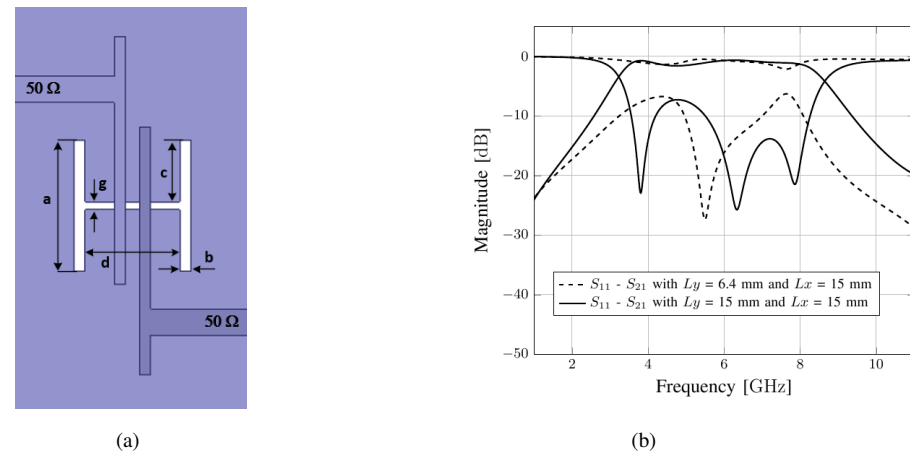 50 Ω
g
c
a
d
b
50 Ω
(a)
0
−10
−20
−30
−40
−50
2
4
6
8
10
Magnitude [dB]
Frequency [GHz]
S₁₁ - S₂₁ with Ly = 6.4 mm and Lx = 15 mm
S₁₁ - S₂₁ with Ly = 15 mm and Lx = 15 mm
(b)